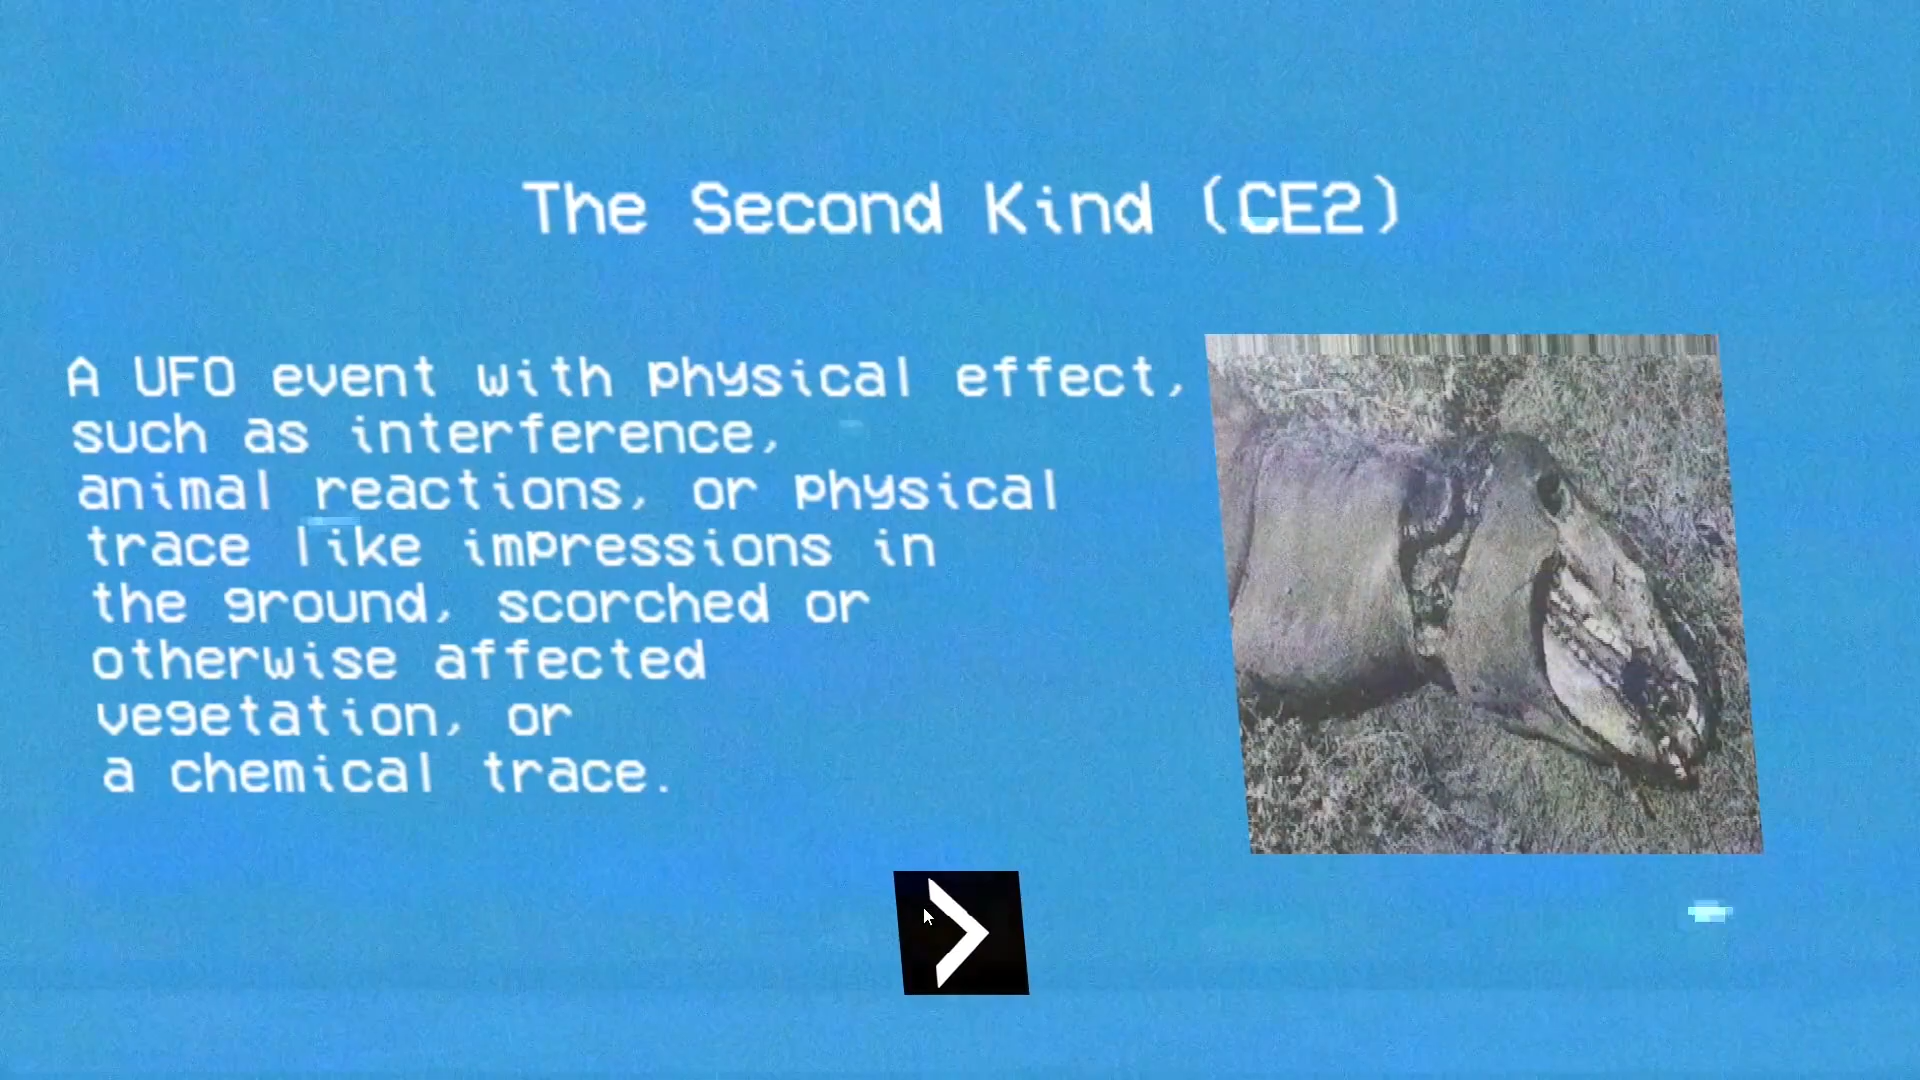 The Second Kind (CE2)
A UFO event with physical effect,
such as interference,
animal reactions, or physical
trace like impressions in
the ground, scorched or
otherwise affected
vegetation, or
a chemical trace.